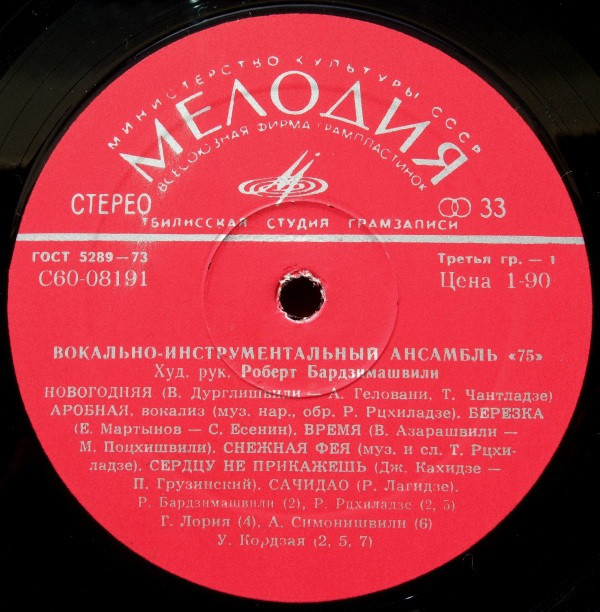 МИНИСТЕРСТВО КУЛЬТУРЫ СССР
МЕЛОДИЯ
ВСЕСОЮЗНАЯ ФИРМА ГРАМПЛАСТИНОК
СТЕРЕО
33
ТБИЛИССКАЯ СТУДИЯ ГРАМЗАПИСИ
ГОСТ 5289—73
Третья гр. — 1
С60-08191
Цена 1-90
ВОКАЛЬНО-ИНСТРУМЕНТАЛЬНЫЙ АНСАМБЛЬ «75»
Худ. рук. Роберт Бардзимашвили
НОВОГОДНЯЯ (В. Дурглишвили — А. Геловани, Т. Чантладзе)
АРОБНАЯ, вокализ (муз. нар., обр. Р. Рцхиладзе). БЕРЕЗКА
(Е. Мартынов — С. Есенин). ВРЕМЯ (В. Азарашвили —
М. Поцхишвили). СНЕЖНАЯ ФЕЯ (муз. и сл. Т. Рцхи-
ладзе). СЕРДЦУ НЕ ПРИКАЖЕШЬ (Дж. Кахидзе —
П. Грузинский). САЧИДАО (Р. Лагидзе).
Р. Бардзимашвили (2), Р. Рцхиладзе (2, 5)
Г. Лория (4), А. Симонишвили (6)
У. Кордзая (2, 5, 7)